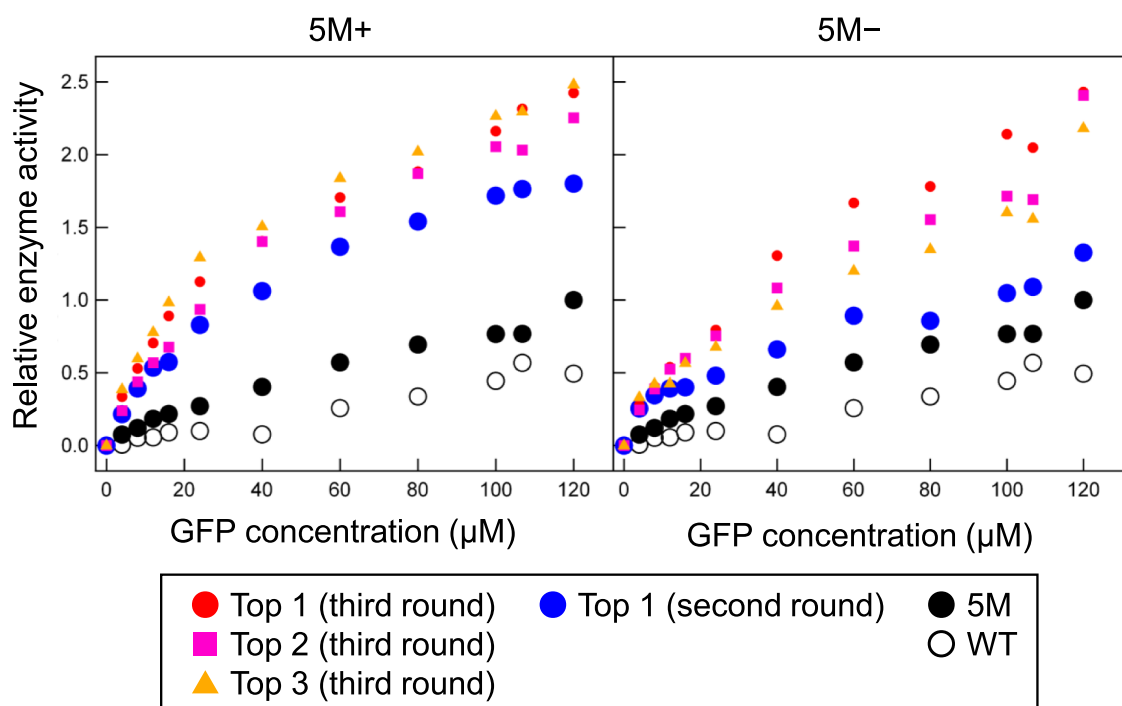 5M+ 5M−
Relative enzyme activity
2.5
2.0
1.5
1.0
0.5
0.0
0 20 40 60 80 100 120 0 20 40 60 80 100 120
GFP concentration (μM) GFP concentration (μM)
Top 1 (third round) Top 1 (second round) 5M
Top 2 (third round) WT
Top 3 (third round)